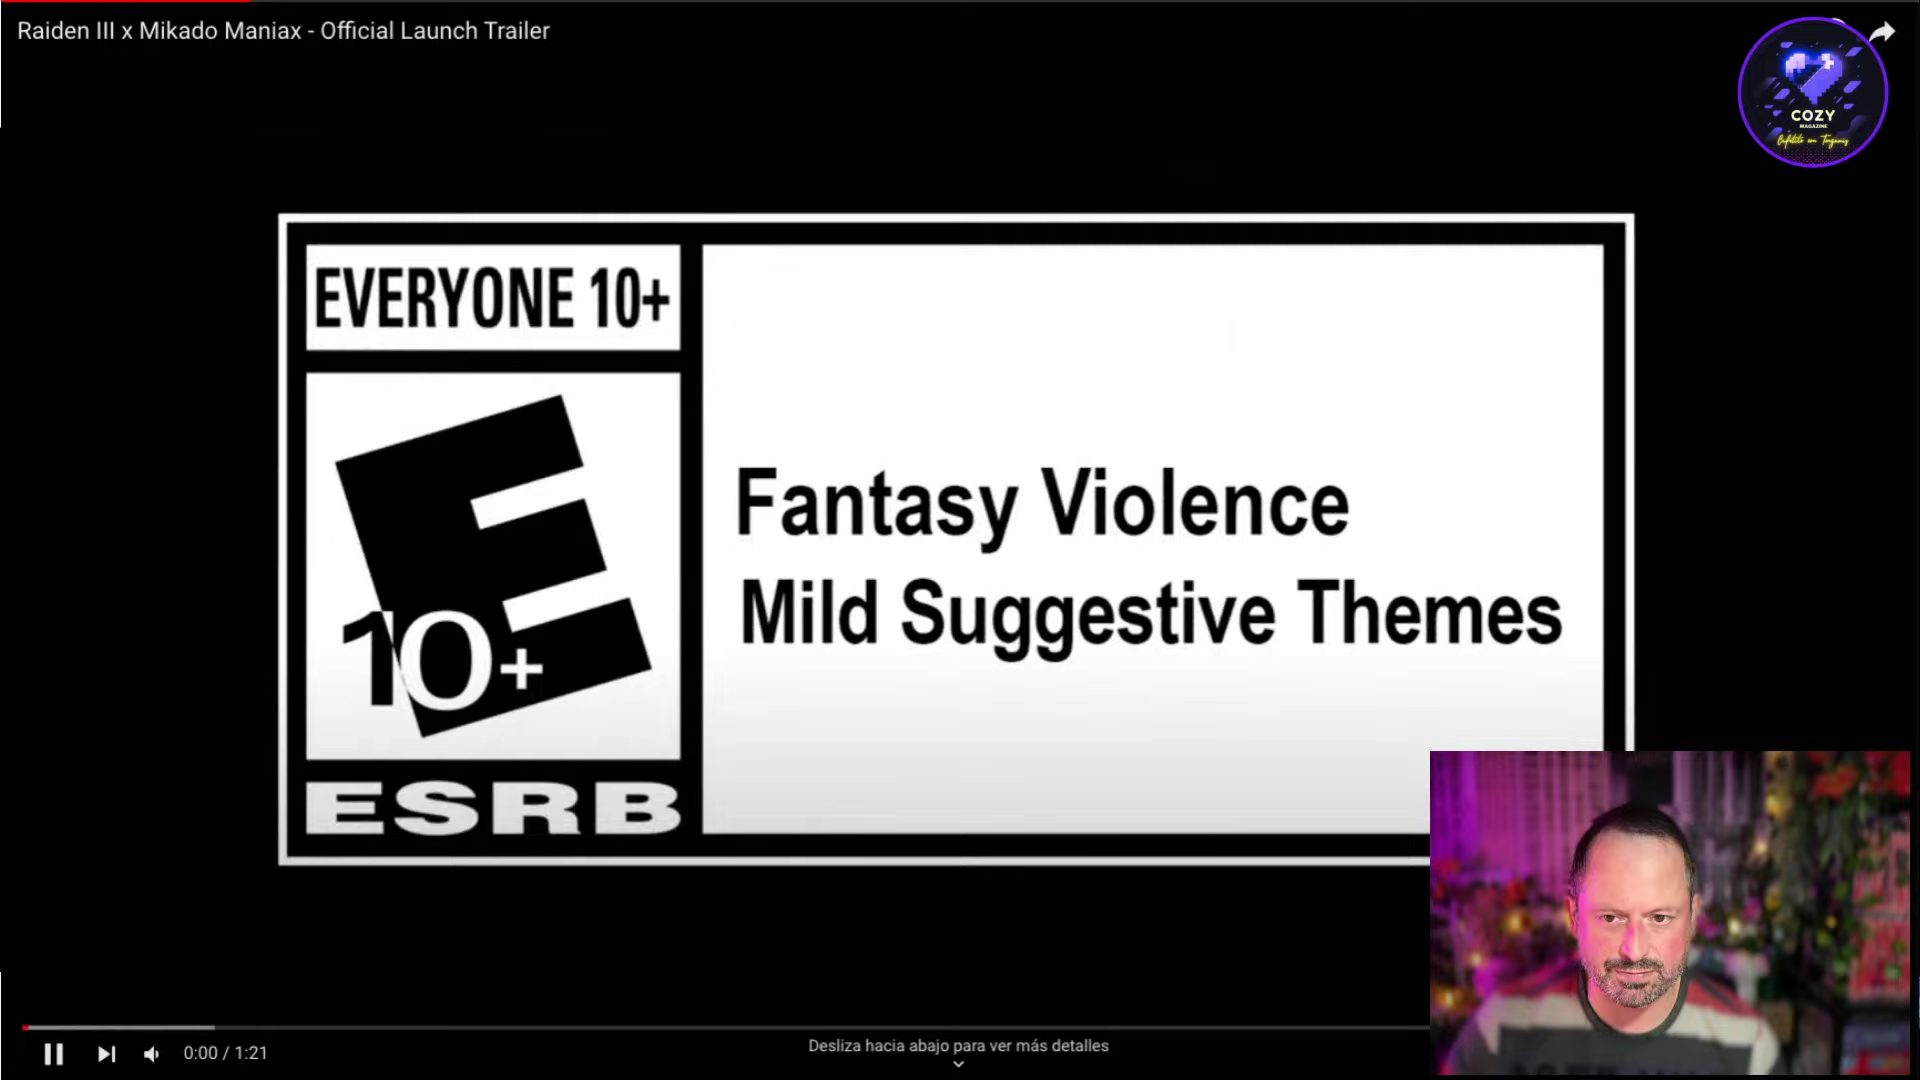 Raiden III x Mikado Maniax - Official Launch Trailer
COZY
MAGAZINE
EVERYONE 10+
10+
ESRB
Fantasy Violence
Mild Suggestive Themes
0:00 / 1:21
Desliza hacia abajo para ver más detalles